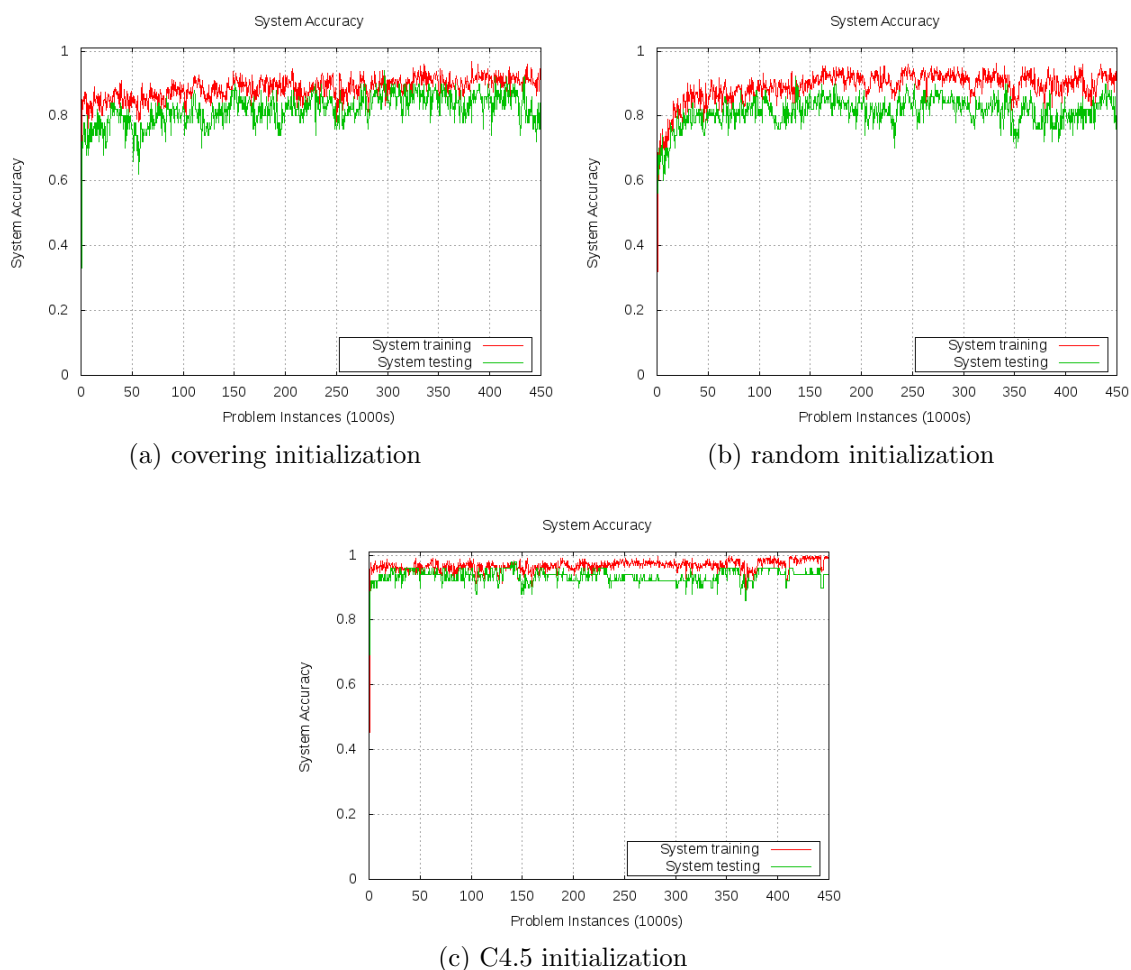 System Accuracy
System Accuracy
1
0.8
0.6
0.4
0.2
0
0 50 100 150 200 250 300 350 400 450
System training
System testing
Problem Instances (1000s)
(a) covering initialization
System Accuracy
System Accuracy
1
0.8
0.6
0.4
0.2
0
0 50 100 150 200 250 300 350 400 450
System training
System testing
Problem Instances (1000s)
(b) random initialization
System Accuracy
System Accuracy
1
0.8
0.6
0.4
0.2
0
0 50 100 150 200 250 300 350 400 450
System training
System testing
Problem Instances (1000s)
(c) C4.5 initialization